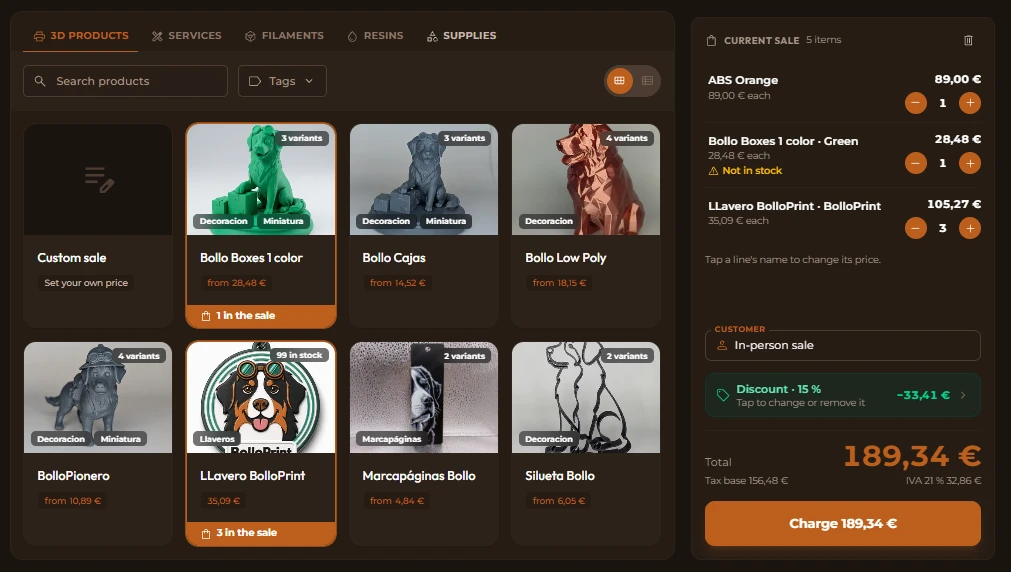 3D PRODUCTS
SERVICES
FILAMENTS
RESINS
SUPPLIES
Search products
Tags
Custom sale
Set your own price
3 variants
Decoracion
Miniatura
Bollo Boxes 1 color
from 28,48 €
1 in the sale
3 variants
Decoracion
Miniatura
Bollo Cajas
from 14,52 €
4 variants
Decoracion
Bollo Low Poly
from 18,15 €
4 variants
Decoracion
Miniatura
BolloPionero
from 10,89 €
99 in stock
Llaveros
BolloPrint
LLavero BolloPrint
35,09 €
3 in the sale
2 variants
Marcapáginas
Marcapáginas Bollo
from 4,84 €
2 variants
Decoracion
Silueta Bollo
from 6,05 €
CURRENT SALE 5 items
ABS Orange 89,00 €
89,00 € each
1
Bollo Boxes 1 color · Green 28,48 €
28,48 € each
Not in stock
1
LLavero BolloPrint · BolloPrint 105,27 €
35,09 € each
3
Tap a line's name to change its price.
CUSTOMER
In-person sale
Discount · 15 %
Tap to change or remove it
−33,41 €
Total 189,34 €
Tax base 156,48 € IVA 21 % 32,86 €
Charge 189,34 €